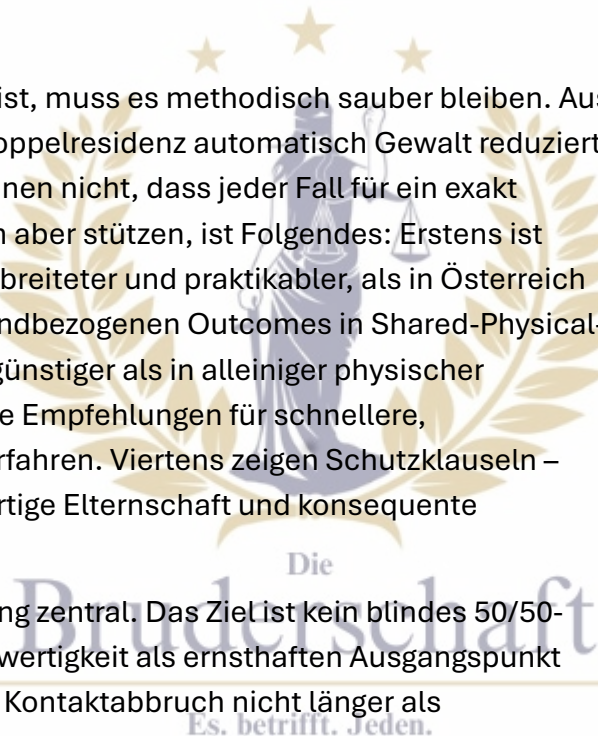 ist, muss es methodisch sauber bleiben. Aus
oppelresidenz automatisch Gewalt reduziert
nen nicht, dass jeder Fall für ein exakt
n aber stützen, ist Folgendes: Erstens ist
breiteter und praktikabler, als in Österreich
ndbezogenen Outcomes in Shared-Physical-
günstiger als in alleiniger physischer
e Empfehlungen für schnellere,
rfahren. Viertens zeigen Schutzklauseln –
rtige Elternschaft und konsequente
Die
ng zentral. Das Ziel ist kein blindes 50/50-
Bruderschaft
wertigkeit als ernsthaften Ausgangspunkt
Kontaktabbruch nicht länger als
Es. betrifft. Jeden.